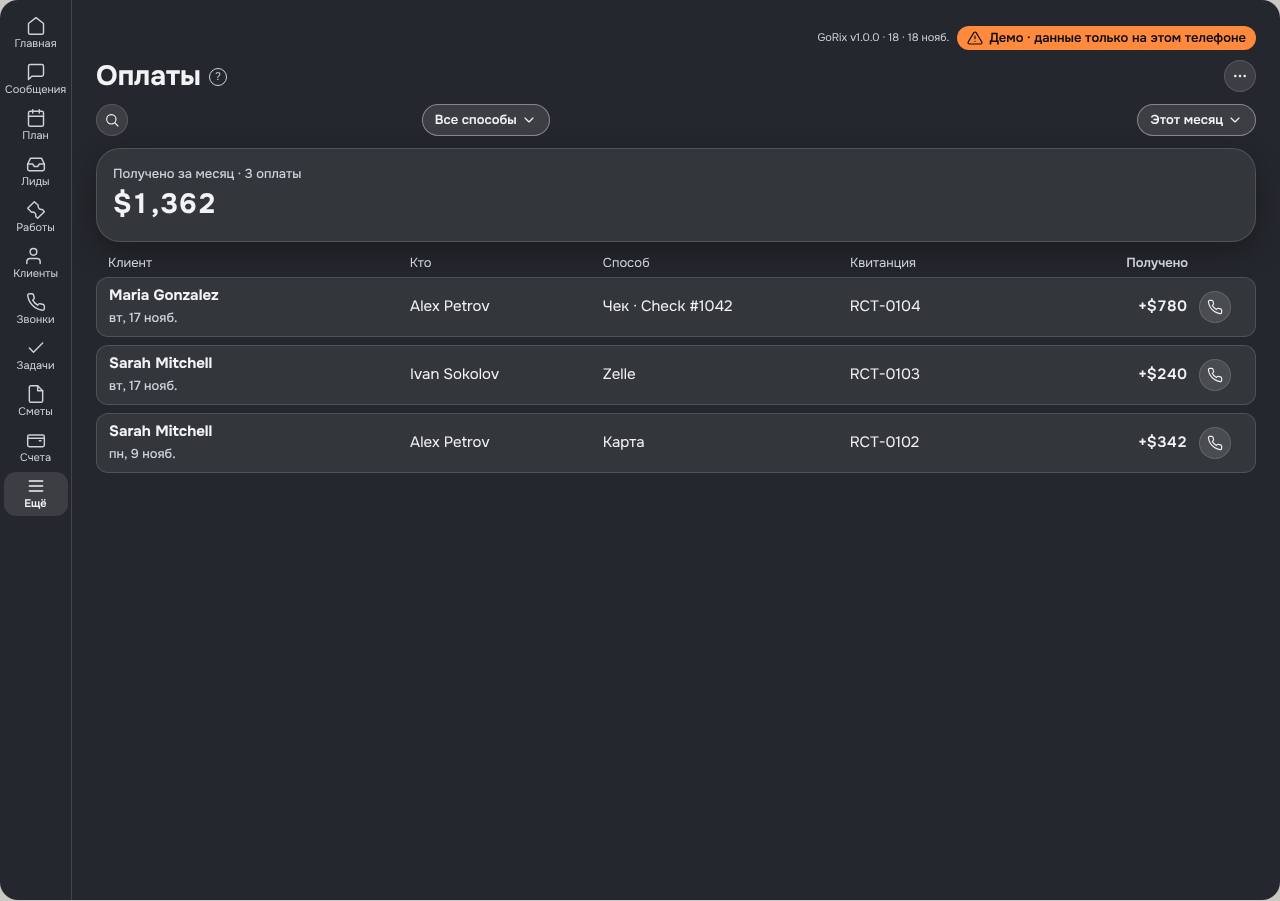 GoRix v1.0.0 · 18 · 18 нояб.
Демо · данные только на этом телефоне
Главная
Сообщения
План
Лиды
Работы
Клиенты
Звонки
Задачи
Сметы
Счета
Ещё
Оплаты ?
Все способы
Этот месяц
Получено за месяц · 3 оплаты
$1,362
Клиент Кто Способ Квитанция Получено
Maria Gonzalez
вт, 17 нояб.
Alex Petrov Чек · Check #1042 RCT-0104 +$780
Sarah Mitchell
вт, 17 нояб.
Ivan Sokolov Zelle RCT-0103 +$240
Sarah Mitchell
пн, 9 нояб.
Alex Petrov Карта RCT-0102 +$342